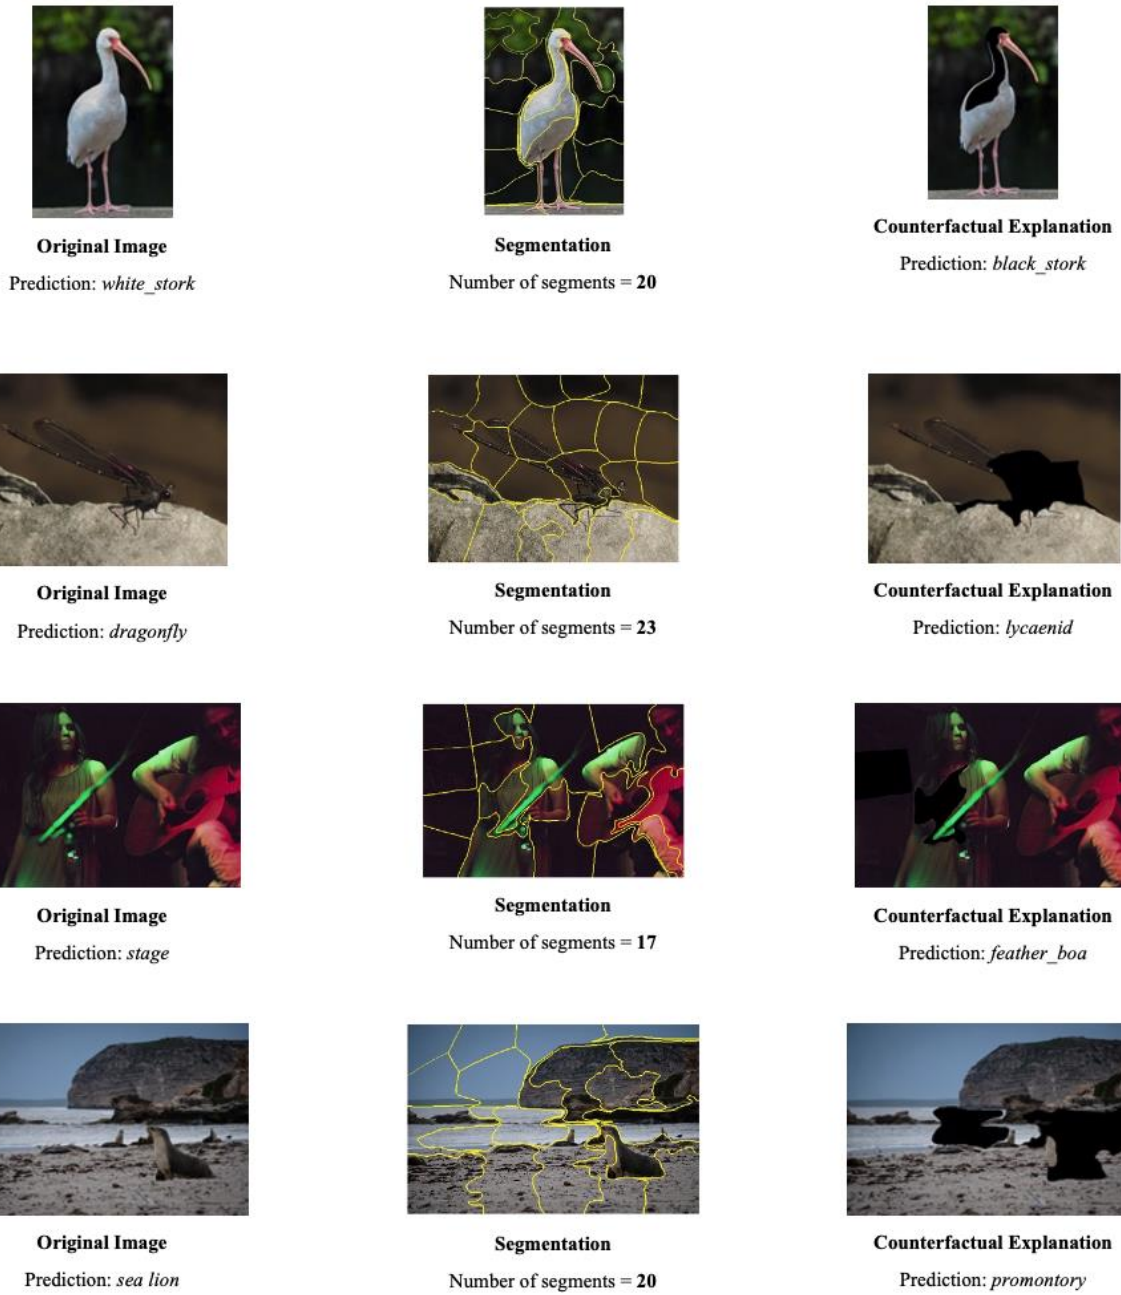 Original Image
Prediction: white_stork
Segmentation
Number of segments = 20
Counterfactual Explanation
Prediction: black_stork
Original Image
Prediction: dragonfly
Segmentation
Number of segments = 23
Counterfactual Explanation
Prediction: lycaenid
Original Image
Prediction: stage
Segmentation
Number of segments = 17
Counterfactual Explanation
Prediction: feather_boa
Original Image
Prediction: sea lion
Segmentation
Number of segments = 20
Counterfactual Explanation
Prediction: promontory